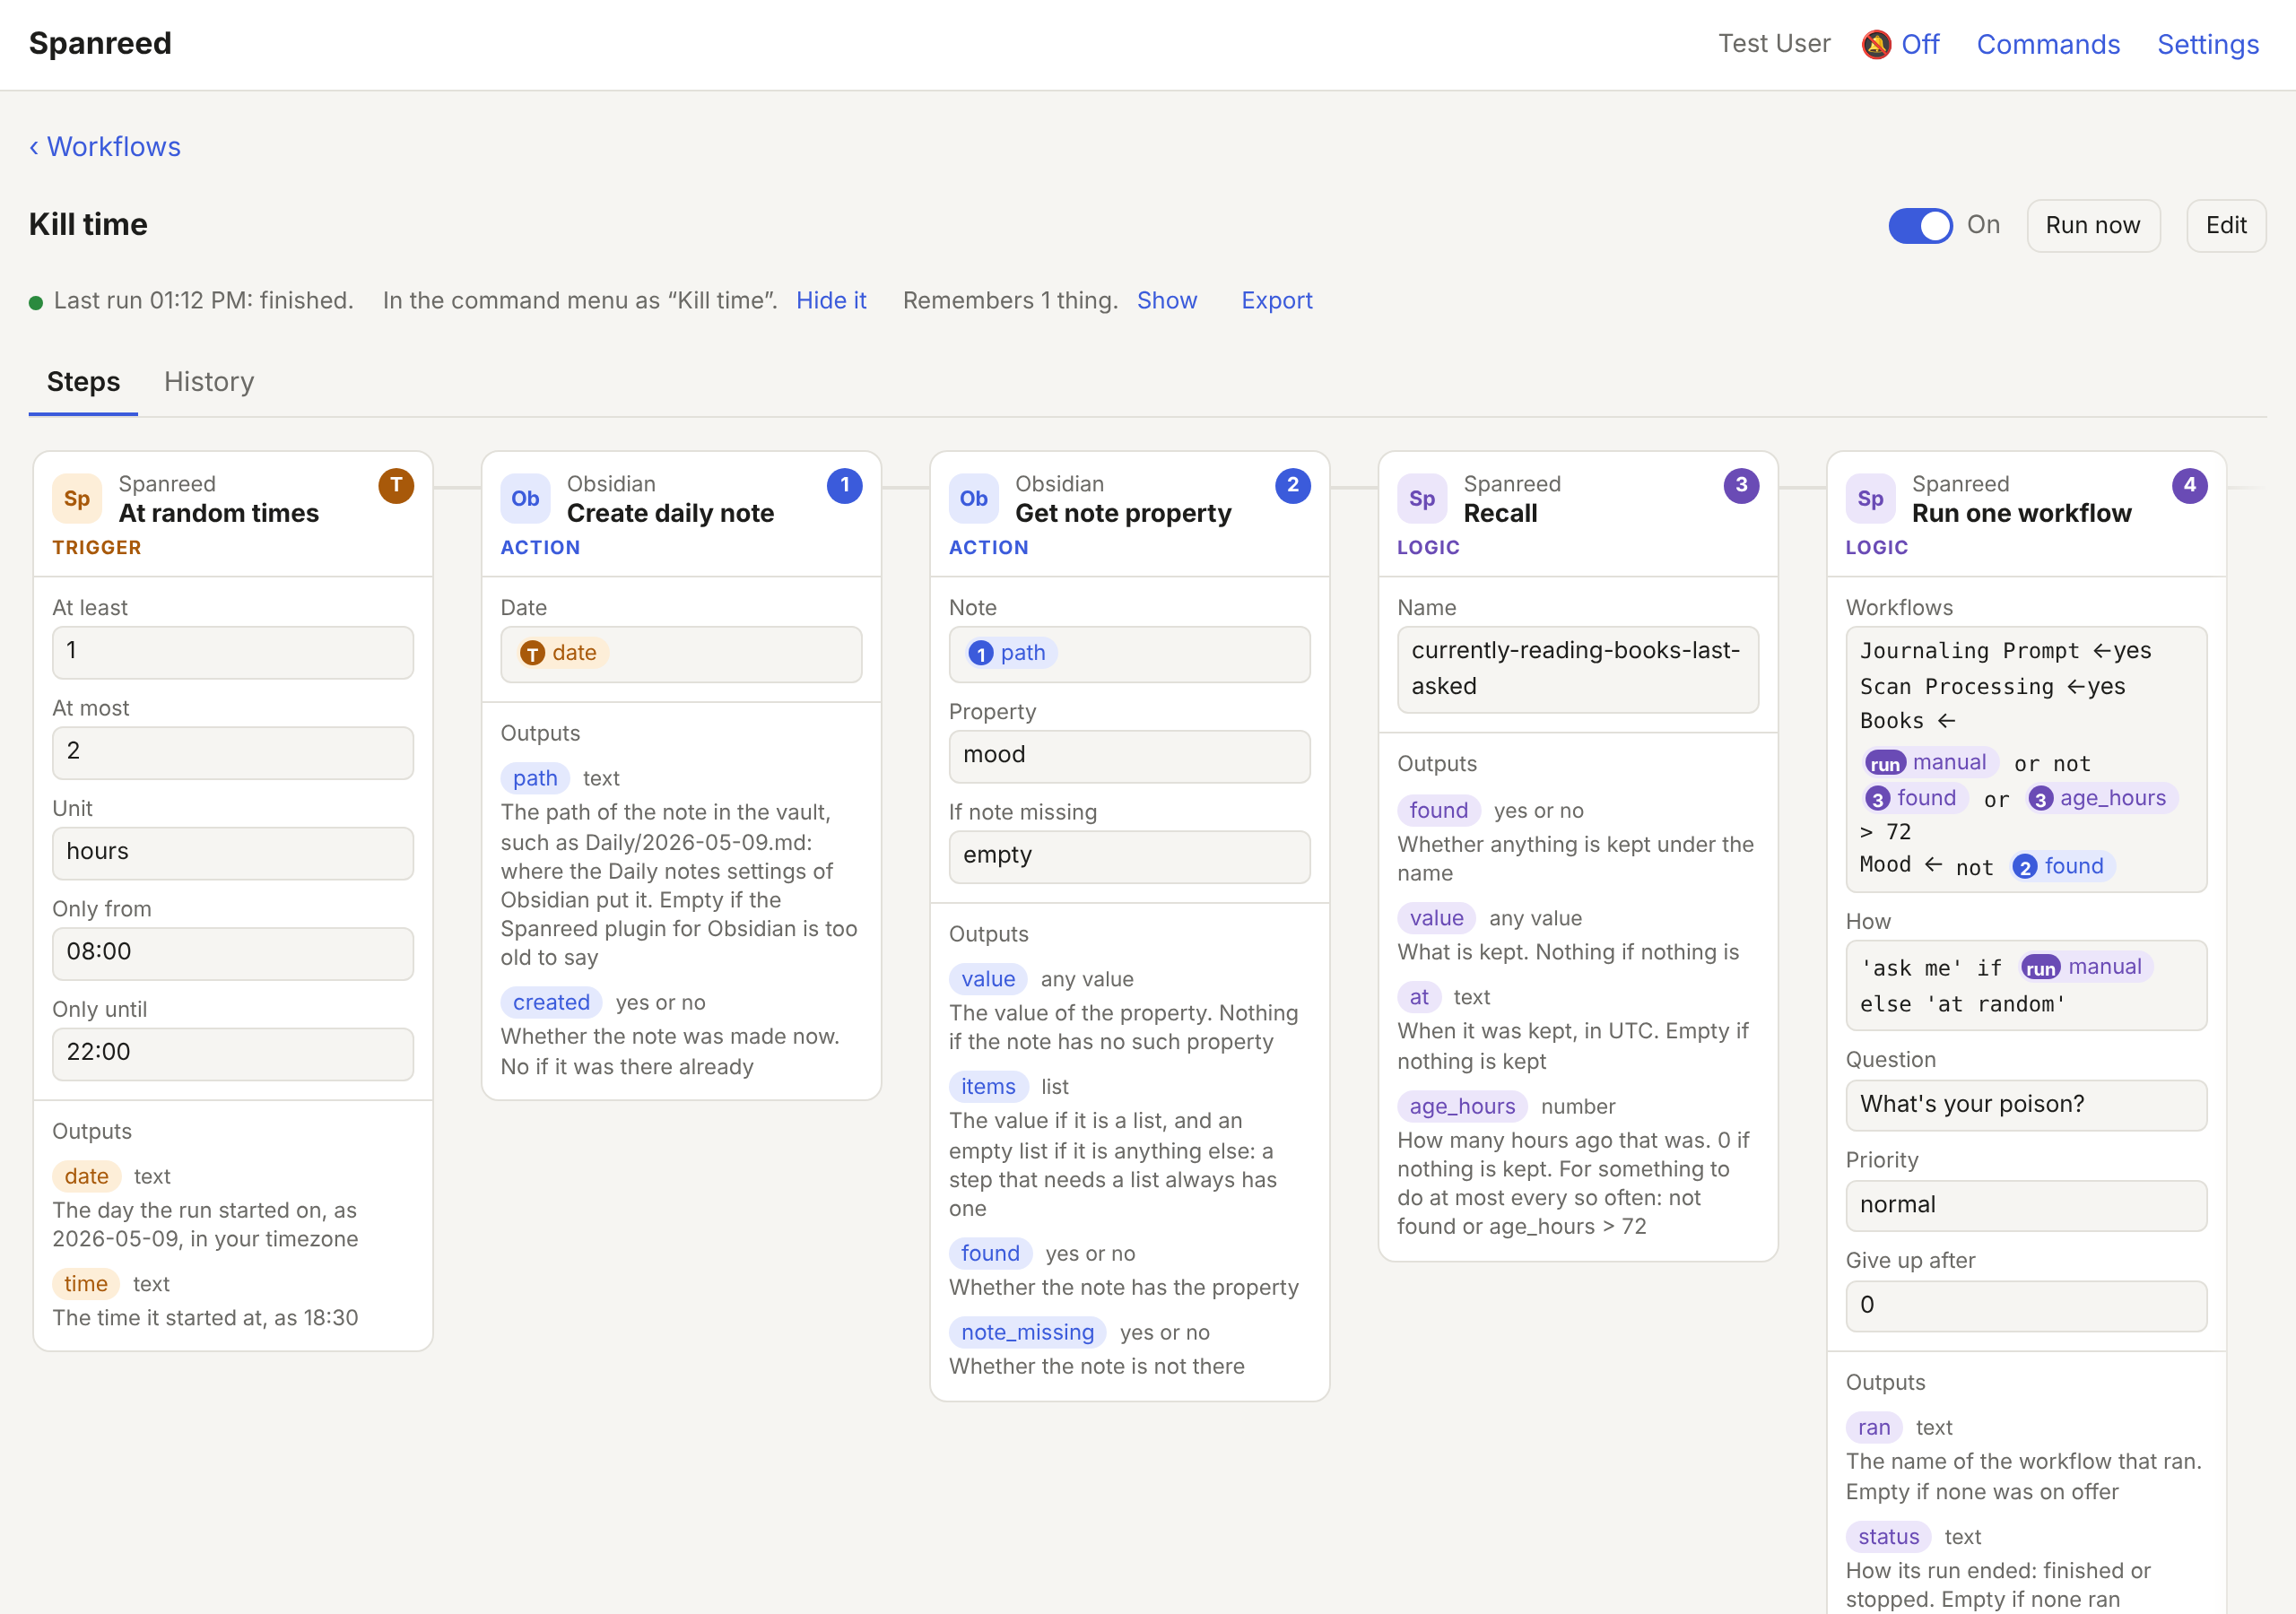 Spanreed
Test User
Off
Commands
Settings
‹ Workflows
Kill time
On
Run now
Edit
Last run 01:12 PM: finished.
In the command menu as “Kill time”.
Hide it
Remembers 1 thing.
Show
Export
Steps
History
Sp
Spanreed
At random times
T
TRIGGER
At least
1
At most
2
Unit
hours
Only from
08:00
Only until
22:00
Outputs
date text
The day the run started on, as
2026-05-09, in your timezone
time text
The time it started at, as 18:30
Ob
Obsidian
Create daily note
1
ACTION
Date
T date
Outputs
path text
The path of the note in the vault,
such as Daily/2026-05-09.md:
where the Daily notes settings of
Obsidian put it. Empty if the
Spanreed plugin for Obsidian is too
old to say
created yes or no
Whether the note was made now.
No if it was there already
Ob
Obsidian
Get note property
2
ACTION
Note
1 path
Property
mood
If note missing
empty
Outputs
value any value
The value of the property. Nothing
if the note has no such property
items list
The value if it is a list, and an
empty list if it is anything else: a
step that needs a list always has
one
found yes or no
Whether the note has the property
note_missing yes or no
Whether the note is not there
Sp
Spanreed
Recall
3
LOGIC
Name
currently-reading-books-last-
asked
Outputs
found yes or no
Whether anything is kept under the
name
value any value
What is kept. Nothing if nothing is
at text
When it was kept, in UTC. Empty if
nothing is kept
age_hours number
How many hours ago that was. 0 if
nothing is kept. For something to
do at most every so often: not
found or age_hours > 72
Sp
Spanreed
Run one workflow
4
LOGIC
Workflows
Journaling Prompt ←yes
Scan Processing ←yes
Books ←
run manual or not
3 found or 3 age_hours
> 72
Mood ← not 2 found
How
'ask me' if run manual
else 'at random'
Question
What's your poison?
Priority
normal
Give up after
0
Outputs
ran text
The name of the workflow that ran.
Empty if none was on offer
status text
How its run ended: finished or
stopped. Empty if none ran